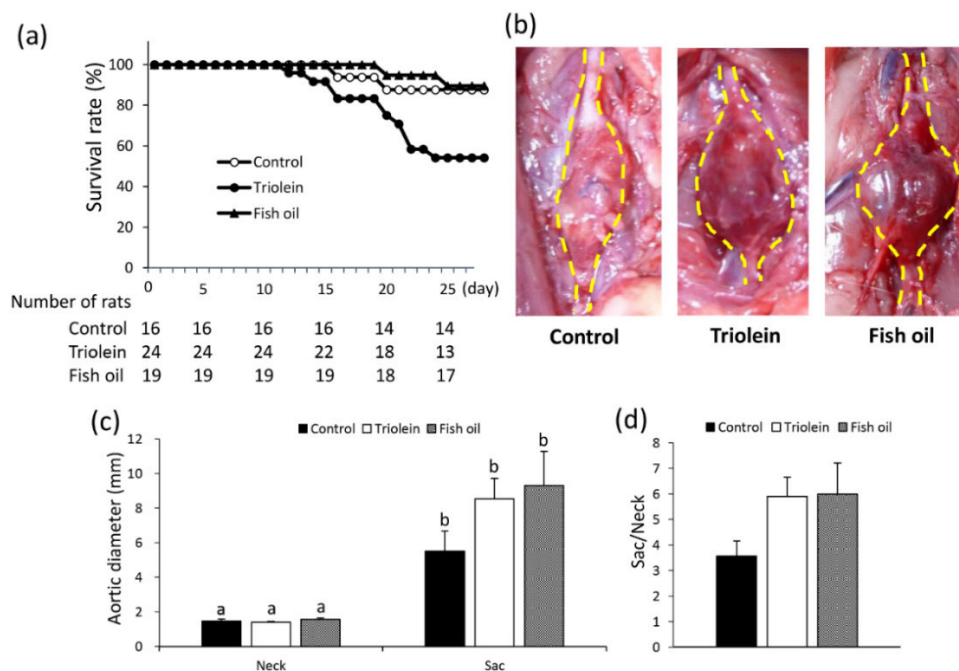 (a)
Survival rate (%)
120
100
80
60
40
20
0
Control
Triolein
Fish oil
0 5 10 15 20 25 (day)
Number of rats
Control 16 16 16 16 14 14
Triolein 24 24 24 22 18 13
Fish oil 19 19 19 19 18 17
(b)
Control Triolein Fish oil
(c)
Control Triolein Fish oil
Aortic diameter (mm)
12
10
8
6
4
2
0
a a a b b b
Neck Sac
(d)
Control Triolein Fish oil
Sac/Neck
8
7
6
5
4
3
2
1
0